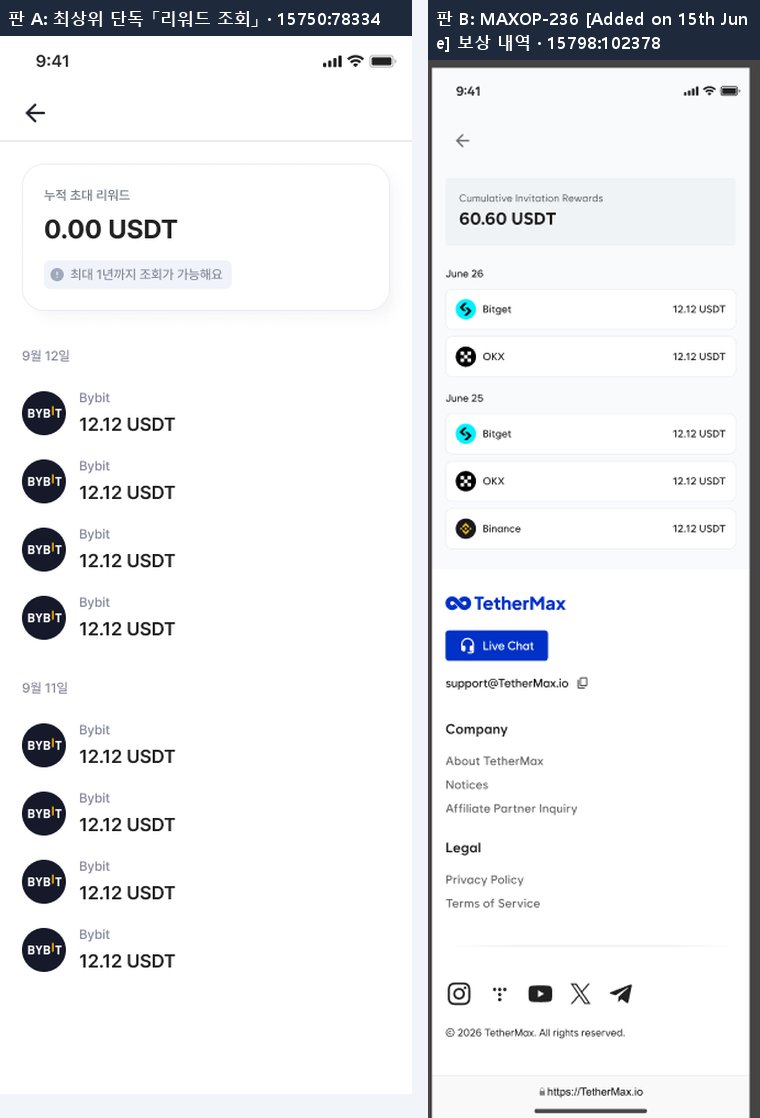 판 A: 최상위 단독 「리워드 조회」 · 15750:78334
9:41
누적 초대 리워드
0.00 USDT
최대 1년까지 조회가 가능해요
9월 12일
BYBIT
Bybit
12.12 USDT
BYBIT
Bybit
12.12 USDT
BYBIT
Bybit
12.12 USDT
BYBIT
Bybit
12.12 USDT
9월 11일
BYBIT
Bybit
12.12 USDT
BYBIT
Bybit
12.12 USDT
BYBIT
Bybit
12.12 USDT
BYBIT
Bybit
12.12 USDT
판 B: MAXOP-236 [Added on 15th Jun
e] 보상 내역 · 15798:102378
9:41
Cumulative Invitation Rewards
60.60 USDT
June 26
Bitget 12.12 USDT
OKX 12.12 USDT
June 25
Bitget 12.12 USDT
OKX 12.12 USDT
Binance 12.12 USDT
TetherMax
Live Chat
support@TetherMax.io
Company
About TetherMax
Notices
Affiliate Partner Inquiry
Legal
Privacy Policy
Terms of Service
© 2026 TetherMax. All rights reserved.
https://TetherMax.io